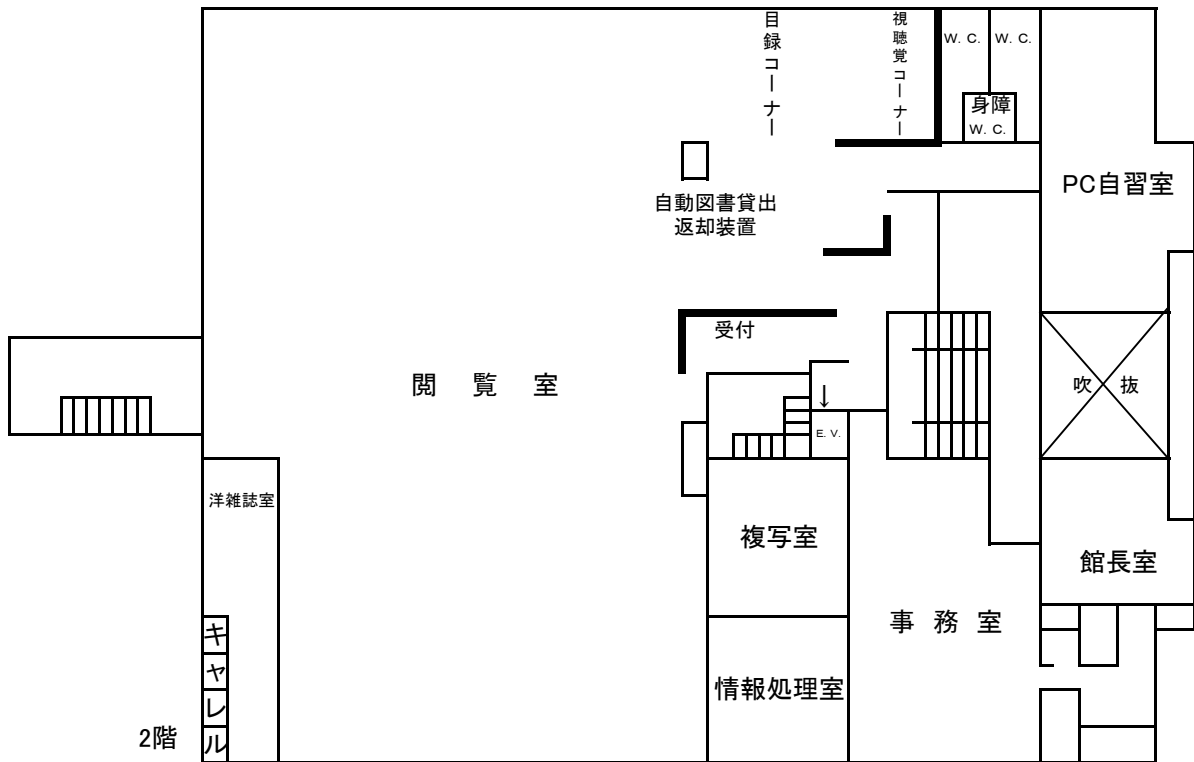 目録コーナー
視聴覚コーナー
W. C.
W. C.
身障
W. C.
PC自習室
自動図書貸出
返却装置
受付
閲 覧 室
↓
E. V.
吹 抜
洋雑誌室
複写室
館長室
事 務 室
キャレル
情報処理室
2階